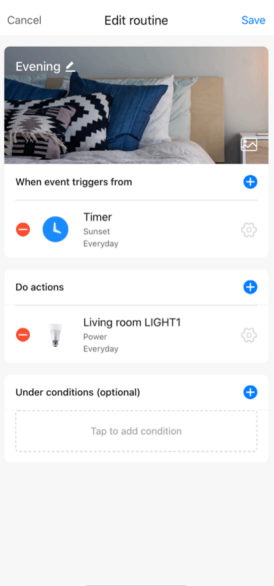 Cancel
Edit routine
Save
Evening
When event triggers from
Timer
Sunset
Everyday
Do actions
Living room LIGHT1
Power
Everyday
Under conditions (optional)
Tap to add condition